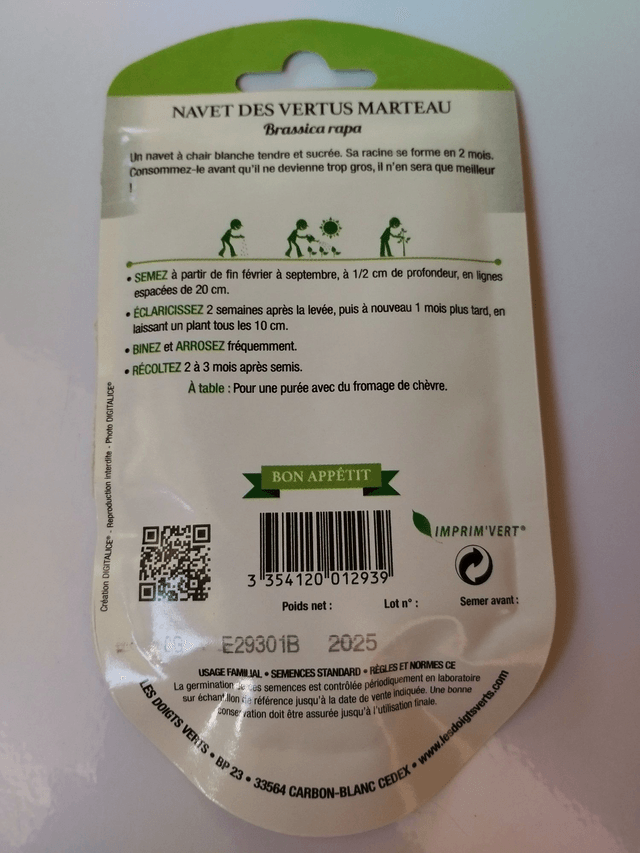 NAVET DES VERTUS MARTEAU
Brassica rapa
Un navet à chair blanche tendre et sucrée. Sa racine se forme en 2 mois.
Consommez-le avant qu'il ne devienne trop gros, il n'en sera que meilleur
!
• SEMEZ à partir de fin février à septembre, à 1/2 cm de profondeur, en lignes
espacées de 20 cm.
• ÉCLARICISSEZ 2 semaines après la levée, puis à nouveau 1 mois plus tard, en
laissant un plant tous les 10 cm.
• BINEZ et ARROSEZ fréquemment.
• RÉCOLTEZ 2 à 3 mois après semis.
À table : Pour une purée avec du fromage de chèvre.
Création DIGITALICE® - Reproduction interdite - Photo DIGITALICE®
BON APPÉTIT
IMPRIM'VERT®
3 354120 012939
Poids net : Lot n° : Semer avant :
E29301B 2025
USAGE FAMILIAL • SEMENCES STANDARD • RÈGLES ET NORMES CE
La germination de ces semences est contrôlée périodiquement en laboratoire
sur échantillon de référence jusqu'à la date de vente indiquée. Une bonne
conservation doit être assurée jusqu'à l'utilisation finale.
LES DOIGTS VERTS • BP 23 • 33564 CARBON-BLANC CEDEX • www.lesdoigtsverts.com